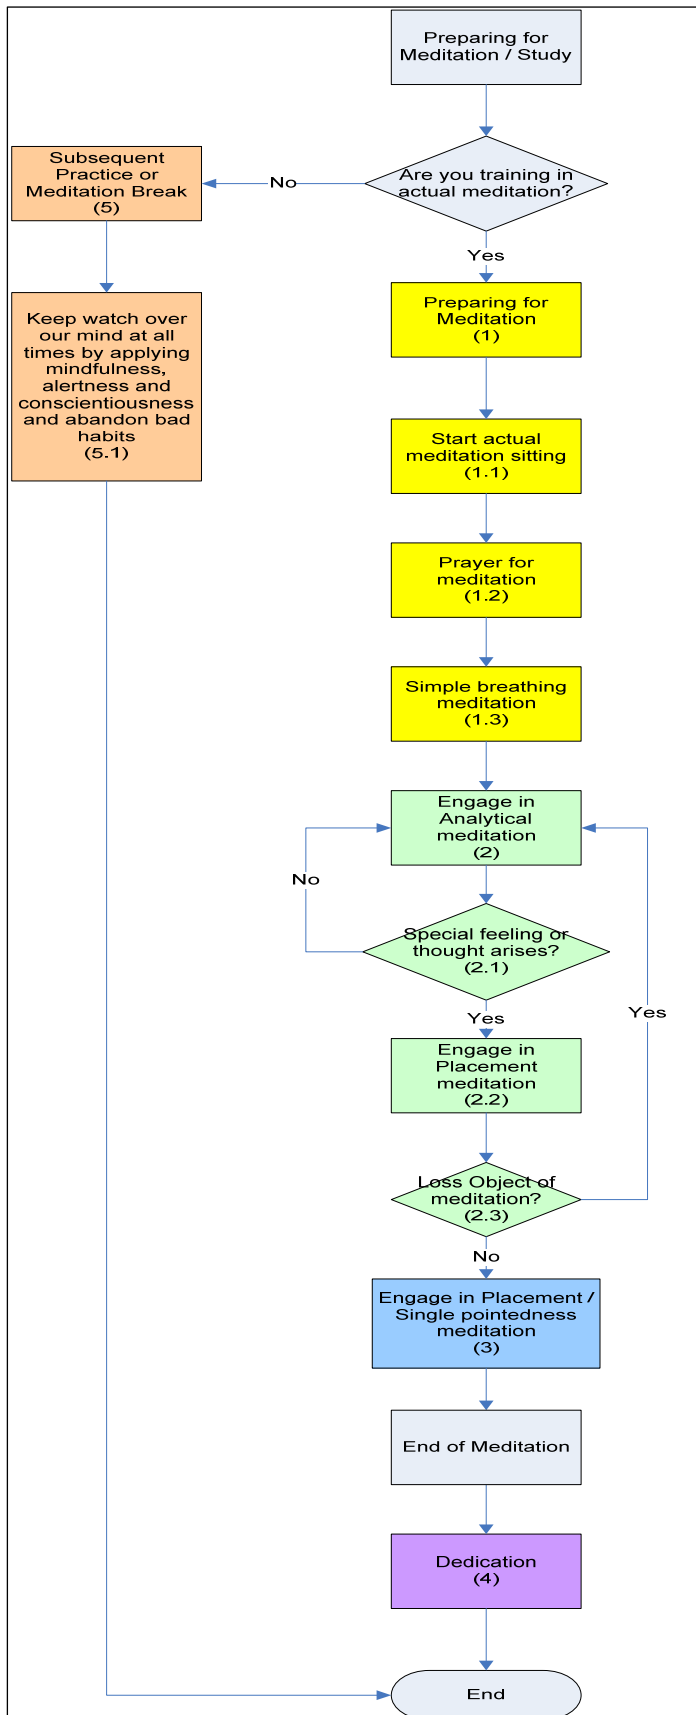 Preparing for
Meditation / Study
Are you training in
actual meditation?
No
Subsequent
Practice or
Meditation Break
(5)
Keep watch over
our mind at all
times by applying
mindfulness,
alertness and
conscientiousness
and abandon bad
habits
(5.1)
Yes
Preparing for
Meditation
(1)
Start actual
meditation sitting
(1.1)
Prayer for
meditation
(1.2)
Simple breathing
meditation
(1.3)
Engage in
Analytical
meditation
(2)
No
Special feeling or
thought arises?
(2.1)
Yes
Yes
Engage in
Placement
meditation
(2.2)
Loss Object of
meditation?
(2.3)
No
Engage in Placement /
Single pointedness
meditation
(3)
End of Meditation
Dedication
(4)
End